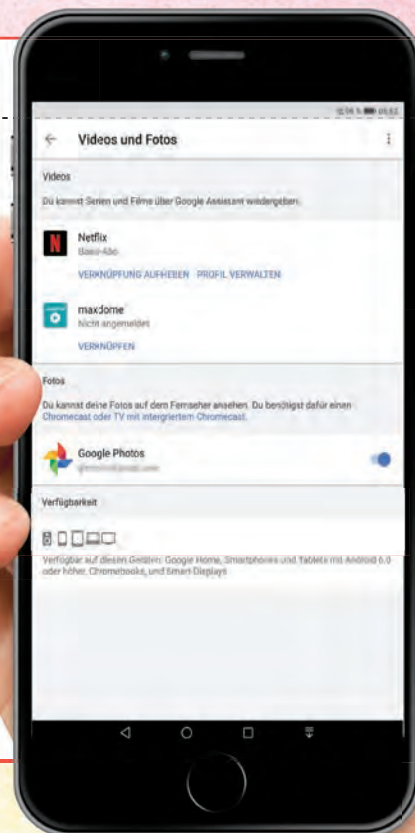 Videos und Fotos
Videos
Du kannst Serien und Filme über Google Assistant wiedergeben.
Netflix
Basis-Abo
VERKNÜPFUNG AUFHEBEN PROFIL VERWALTEN
maxdome
Nicht angemeldet
VERKNÜPFEN
Fotos
Du kannst deine Fotos auf dem Fernseher ansehen. Du benötigst dafür einen
Chromecast oder TV mit intergriertem Chromecast.
Google Photos
Verfügbarkeit
Verfügbar auf diesen Geräten: Google Home, Smartphones und Tablets mit Android 6.0
oder höher, Chromebooks, und Smart Displays